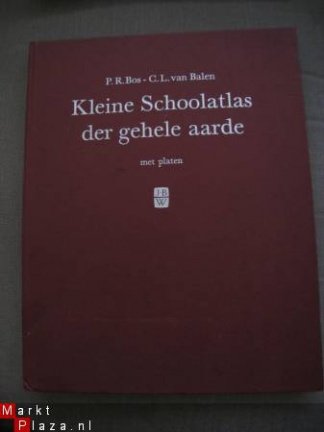 P. R. Bos - C. L. van Balen
Kleine Schoolatlas
der gehele aarde
met platen
J·B
W
Markt
Plaza.nl